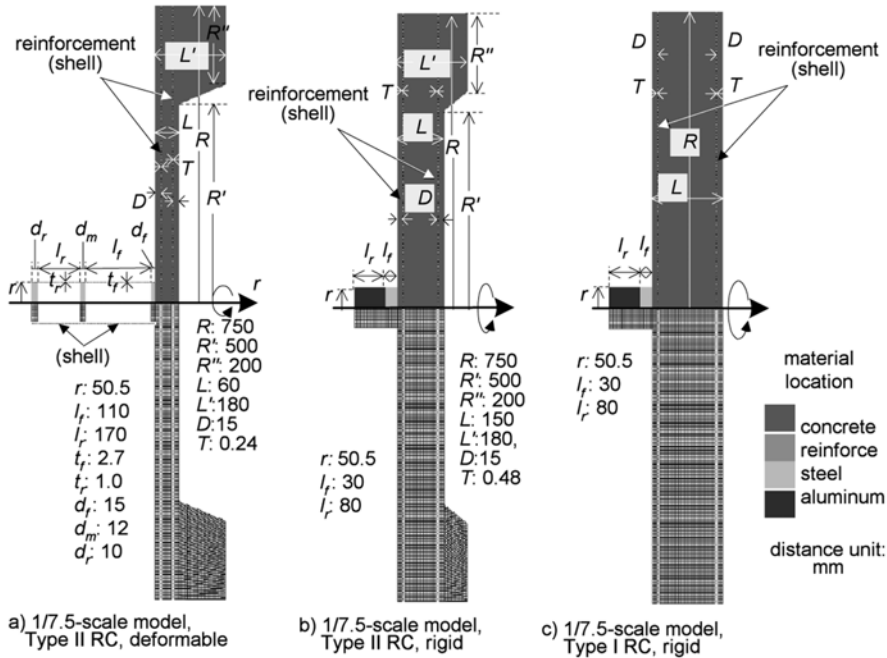 reinforcement
(shell)
L'
R''
L
R
T
R'
D
d_r
d_m
d_f
l_r
l_f
t_r
t_f
r
r
(shell)
r: 50.5
l_f: 110
l_r: 170
t_f: 2.7
t_r: 1.0
d_f: 15
d_m: 12
d_r: 10
R: 750
R': 500
R'': 200
L: 60
L':180
D:15
T: 0.24
a) 1/7.5-scale model,
Type II RC, deformable
reinforcement
(shell)
L'
R''
T
L
R
D
R'
l_r
l_f
r
r: 50.5
l_f: 30
l_r: 80
R: 750
R': 500
R'': 200
L: 150
L':180,
D:15
T: 0.48
b) 1/7.5-scale model,
Type II RC, rigid
D
D
reinforcement
(shell)
T
T
R
L
l_r
l_f
r
r: 50.5
l_f: 30
l_r: 80
c) 1/7.5-scale model,
Type I RC, rigid
material
location
concrete
reinforce
steel
aluminum
distance unit:
mm